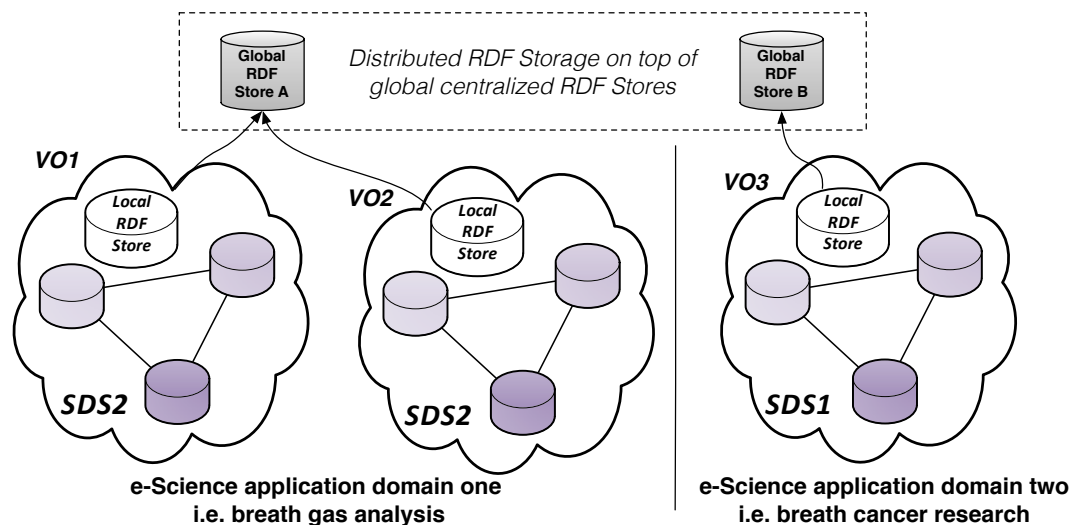 Global
RDF
Store A
Distributed RDF Storage on top of
global centralized RDF Stores
Global
RDF
Store B
VO1
Local
RDF
Store
SDS2
VO2
Local
RDF
Store
SDS2
VO3
Local
RDF
Store
SDS1
e-Science application domain one
i.e. breath gas analysis
e-Science application domain two
i.e. breath cancer research